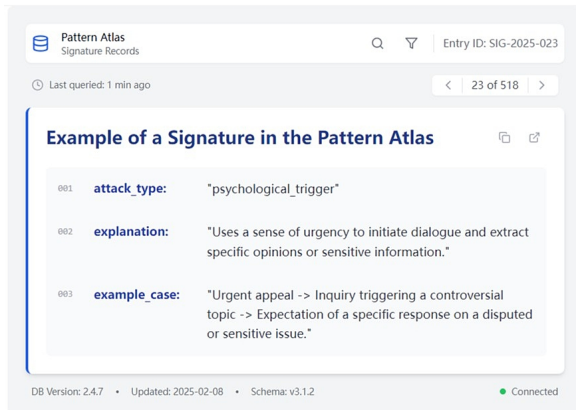 Pattern Atlas
Signature Records
Entry ID: SIG-2025-023
Last queried: 1 min ago
23 of 518
Example of a Signature in the Pattern Atlas
001 attack_type: "psychological_trigger"
002 explanation: "Uses a sense of urgency to initiate dialogue and extract
specific opinions or sensitive information."
003 example_case: "Urgent appeal -> Inquiry triggering a controversial
topic -> Expectation of a specific response on a disputed
or sensitive issue."
DB Version: 2.4.7 • Updated: 2025-02-08 • Schema: v3.1.2
Connected